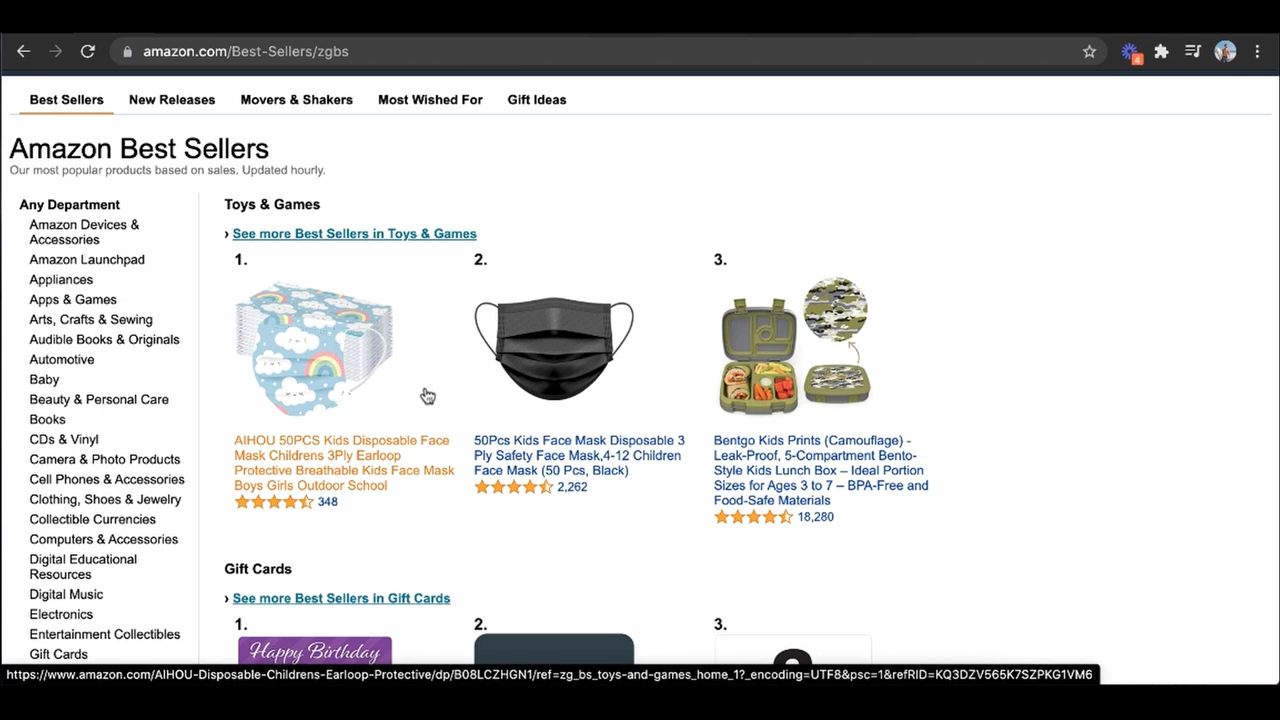 amazon.com/Best-Sellers/zgbs
4
Best Sellers New Releases Movers & Shakers Most Wished For Gift Ideas
Amazon Best Sellers
Our most popular products based on sales. Updated hourly.
Any Department
Amazon Devices &
Accessories
Amazon Launchpad
Appliances
Apps & Games
Arts, Crafts & Sewing
Audible Books & Originals
Automotive
Baby
Beauty & Personal Care
Books
CDs & Vinyl
Camera & Photo Products
Cell Phones & Accessories
Clothing, Shoes & Jewelry
Collectible Currencies
Computers & Accessories
Digital Educational
Resources
Digital Music
Electronics
Entertainment Collectibles
Gift Cards
Toys & Games
› See more Best Sellers in Toys & Games
1.
AIHOU 50PCS Kids Disposable Face
Mask Childrens 3Ply Earloop
Protective Breathable Kids Face Mask
Boys Girls Outdoor School
348
2.
50Pcs Kids Face Mask Disposable 3
Ply Safety Face Mask,4-12 Children
Face Mask (50 Pcs, Black)
2,262
3.
Bentgo Kids Prints (Camouflage) -
Leak-Proof, 5-Compartment Bento-
Style Kids Lunch Box – Ideal Portion
Sizes for Ages 3 to 7 – BPA-Free and
Food-Safe Materials
18,280
Gift Cards
› See more Best Sellers in Gift Cards
1.
Happy Birthday
2.
3.
https://www.amazon.com/AIHOU-Disposable-Childrens-Earloop-Protective/dp/B08LCZHGN1/ref=zg_bs_toys-and-games_home_1?_encoding=UTF8&psc=1&refRID=KQ3DZV565K7SZPKG1VM6